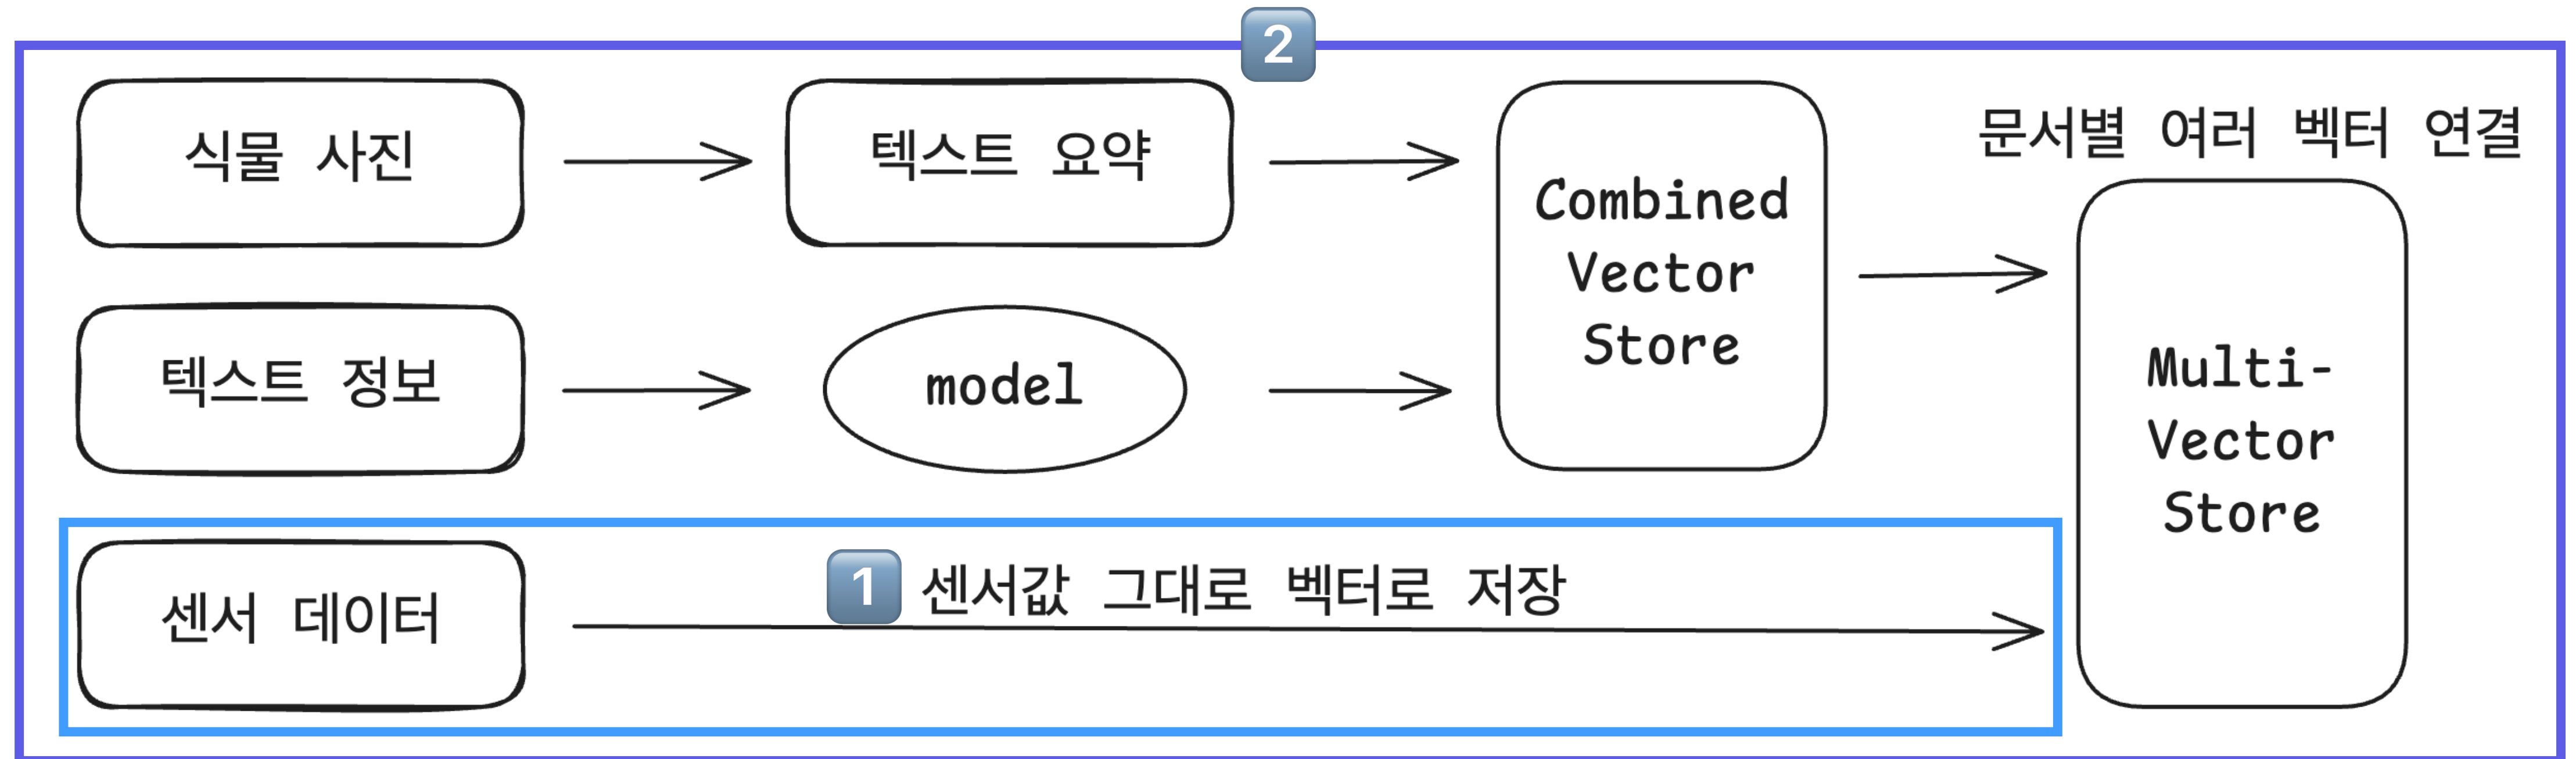 2
식물 사진
텍스트 요약
Combined
Vector
Store
문서별 여러 벡터 연결
텍스트 정보
model
Multi-
Vector
Store
센서 데이터
1 센서값 그대로 벡터로 저장